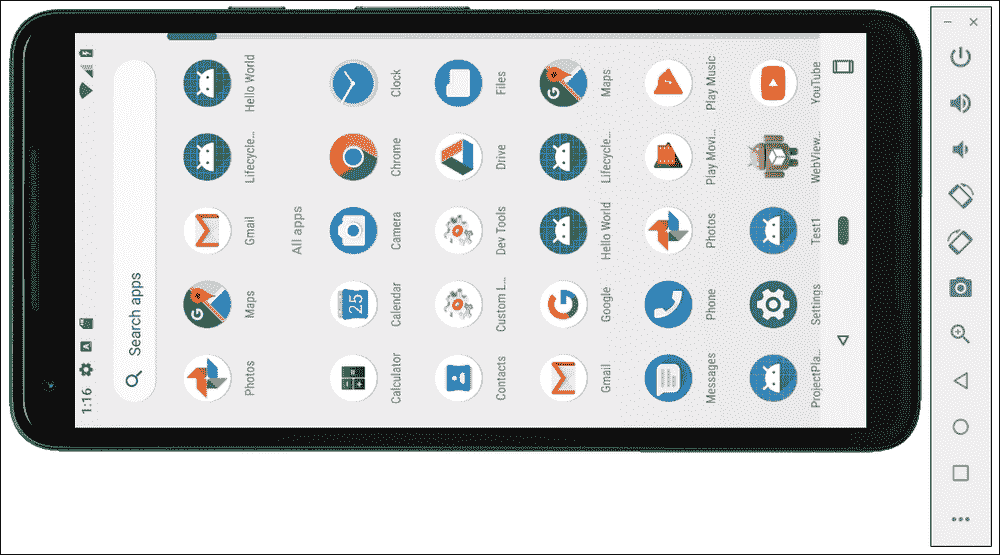 1:16
Search apps
Photos Maps Gmail Lifecycle... Hello World
All apps
25
Calculator Calendar Camera Chrome Clock
Contacts Custom L... Dev Tools Drive Files
Gmail Google Hello World Lifecycle... Maps
Messages Phone Photos Play Movi... Play Music
ProjectPla... Settings Test1 WebView... YouTube